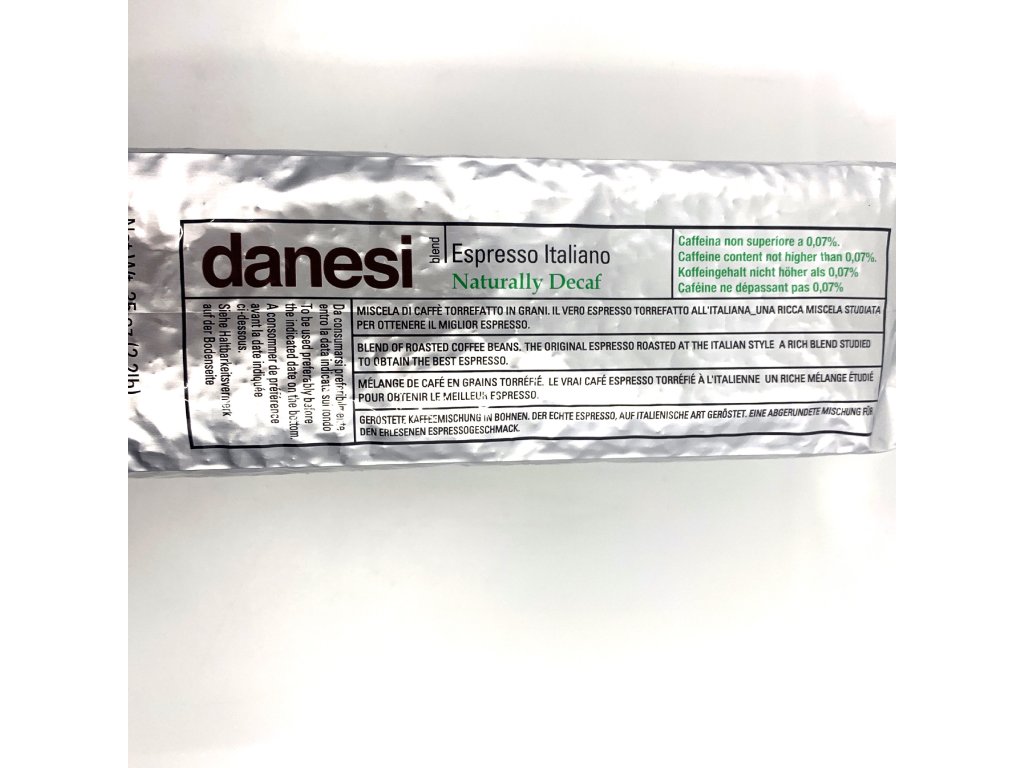 danesi
blend
Espresso Italiano
Naturally Decaf
Caffeina non superiore a 0,07%.
Caffeine content not higher than 0,07%.
Koffeingehalt nicht höher als 0,07%
Caféine ne dépassant pas 0,07%
MISCELA DI CAFFÈ TORREFATTO IN GRANI. IL VERO ESPRESSO TORREFATTO ALL'ITALIANA_UNA RICCA MISCELA STUDIATA
PER OTTENERE IL MIGLIOR ESPRESSO.
BLEND OF ROASTED COFFEE BEANS. THE ORIGINAL ESPRESSO ROASTED AT THE ITALIAN STYLE A RICH BLEND STUDIED
TO OBTAIN THE BEST ESPRESSO.
MÉLANGE DE CAFÉ EN GRAINS TORRÉFIÉ. LE VRAI CAFÉ ESPRESSO TORRÉFIÉ À L'ITALIENNE UN RICHE MÉLANGE ÉTUDIÉ
POUR OBTENIR LE MEILLEUR ESPRESSO.
GERÖSTETE KAFFEEMISCHUNG IN BOHNEN. DER ECHTE ESPRESSO, AUF ITALIENISCHE ART GERÖSTET. EINE ABGERUNDETE MISCHUNG FÜR
DEN ERLESENEN ESPRESSOGESCHMACK.
Da consumarsi preferibilmente
entro la data indicata sul fondo
To be used preferably before
the indicated date on the bottom.
A consommer de préférence
avant la date indiquée
ci-dessous.
Siehe Haltbarkeitsvermerk
auf der Bodenseite
(2.2lb)